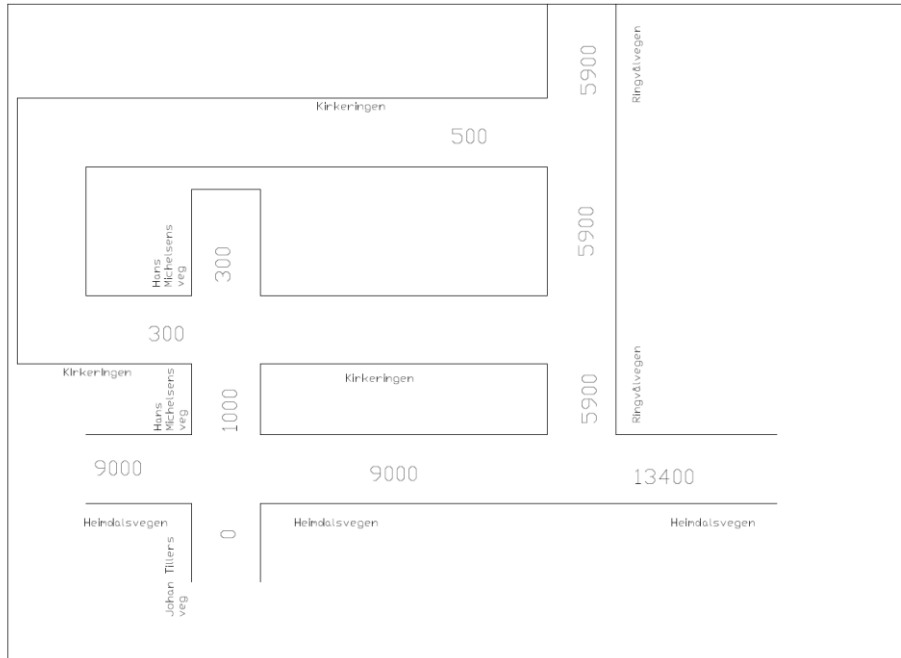 5900
Ringvålvegen
Kirkeringen
500
5900
Hans
Michelsens
veg
300
300
Kirkeringen
Hans
Michelsens
veg
1000
Kirkeringen
5900
Ringvålvegen
9000
9000
13400
Heimdalsvegen
0
Heimdalsvegen
Heimdalsvegen
Johan Tillers
veg